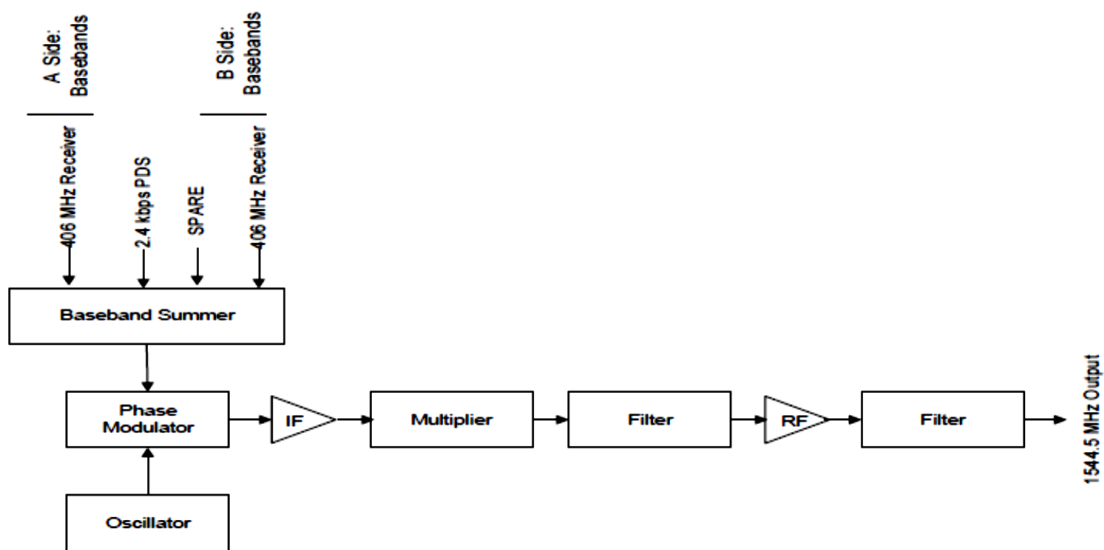 A Side:
Basebands
B Side:
Basebands
406 MHz Receiver
2.4 kbps PDS
SPARE
406 MHz Receiver
Baseband Summer
Phase
Modulator
IF
Multiplier
Filter
RF
Filter
1544.5 MHz Output
Oscillator